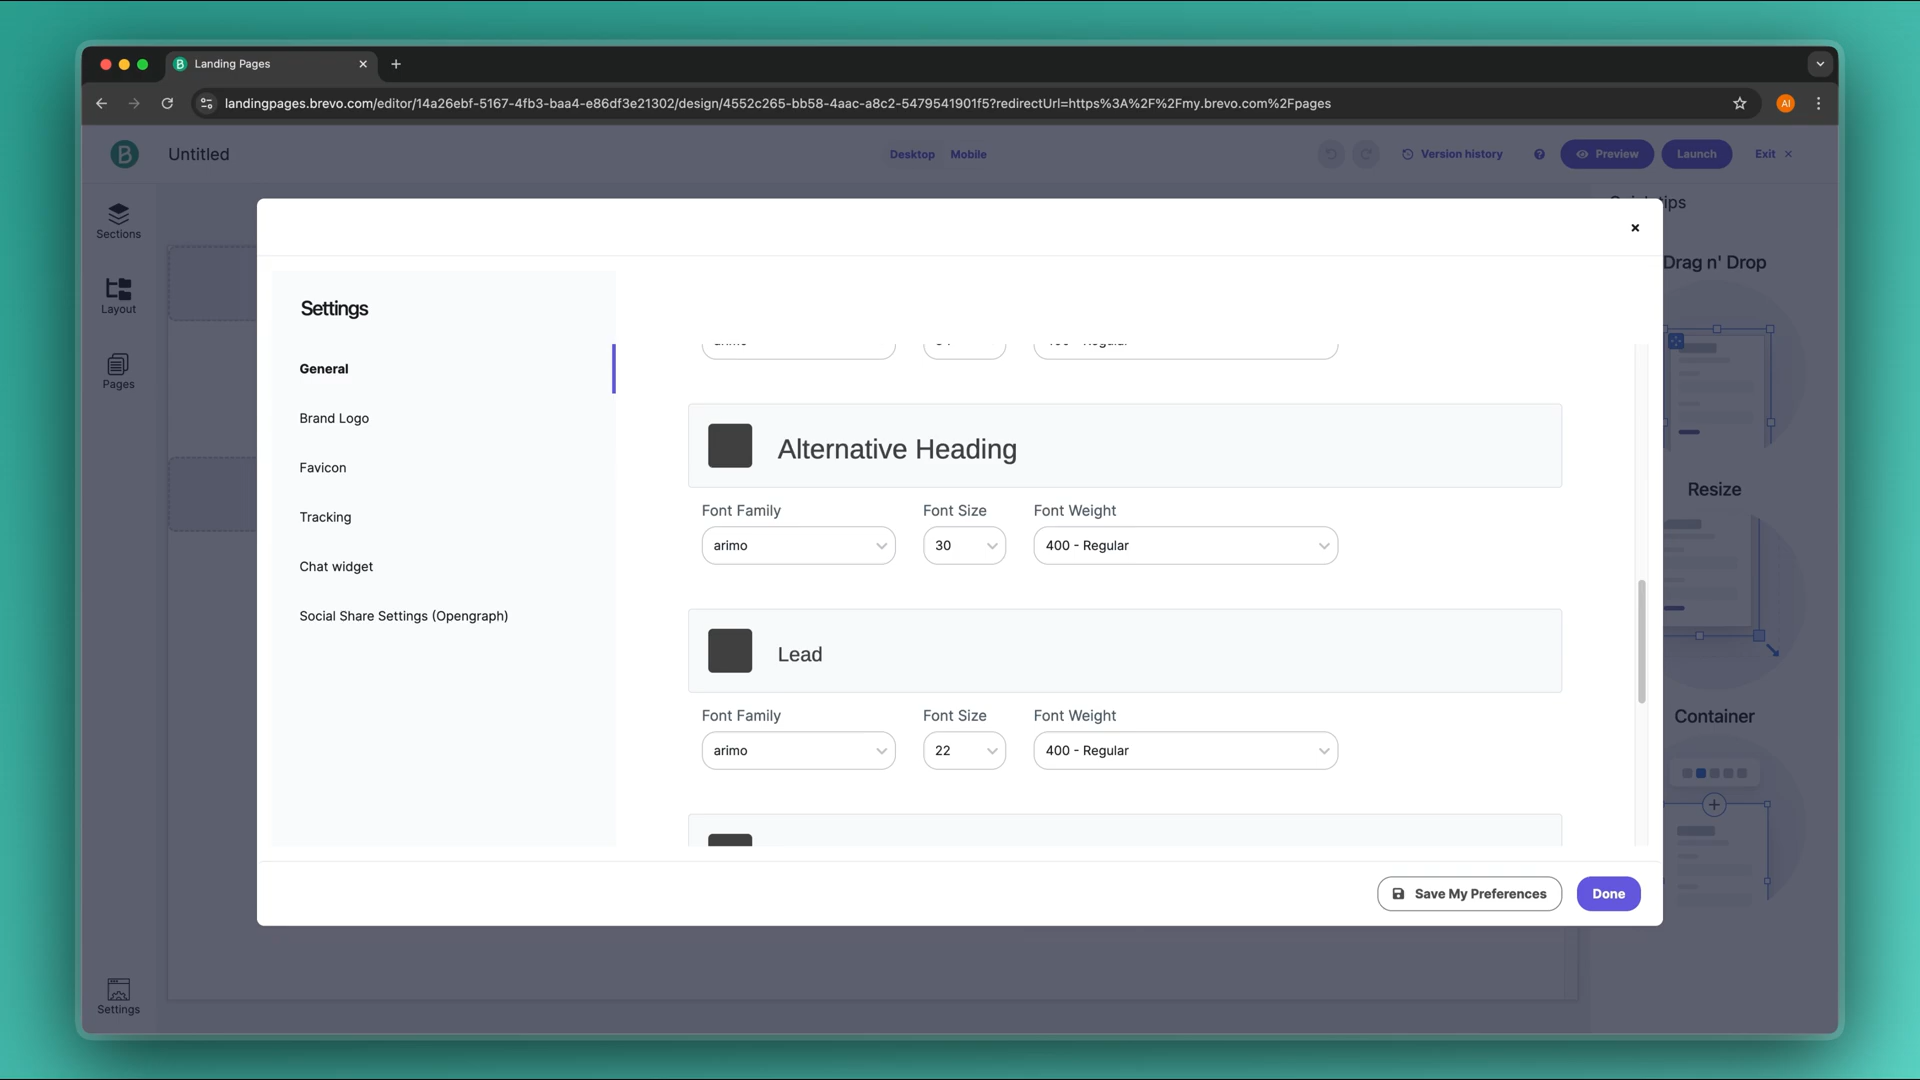 Landing Pages
landingpages.brevo.com/editor/14a26ebf-5167-4fb3-baa4-e86df3e21302/design/4552c265-bb58-4aac-a8c2-5479541901f5?redirectUrl=https%3A%2F%2Fmy.brevo.com%2Fpages
AI
B Untitled
Desktop Mobile
Version history
Preview
Launch
Exit
tips
Sections
Layout
Pages
Settings
Settings
General
Brand Logo
Favicon
Tracking
Chat widget
Social Share Settings (Opengraph)
Alternative Heading
Font Family Font Size Font Weight
arimo 30 400 - Regular
Lead
Font Family Font Size Font Weight
arimo 22 400 - Regular
Save My Preferences
Done
Drag n' Drop
Resize
Container